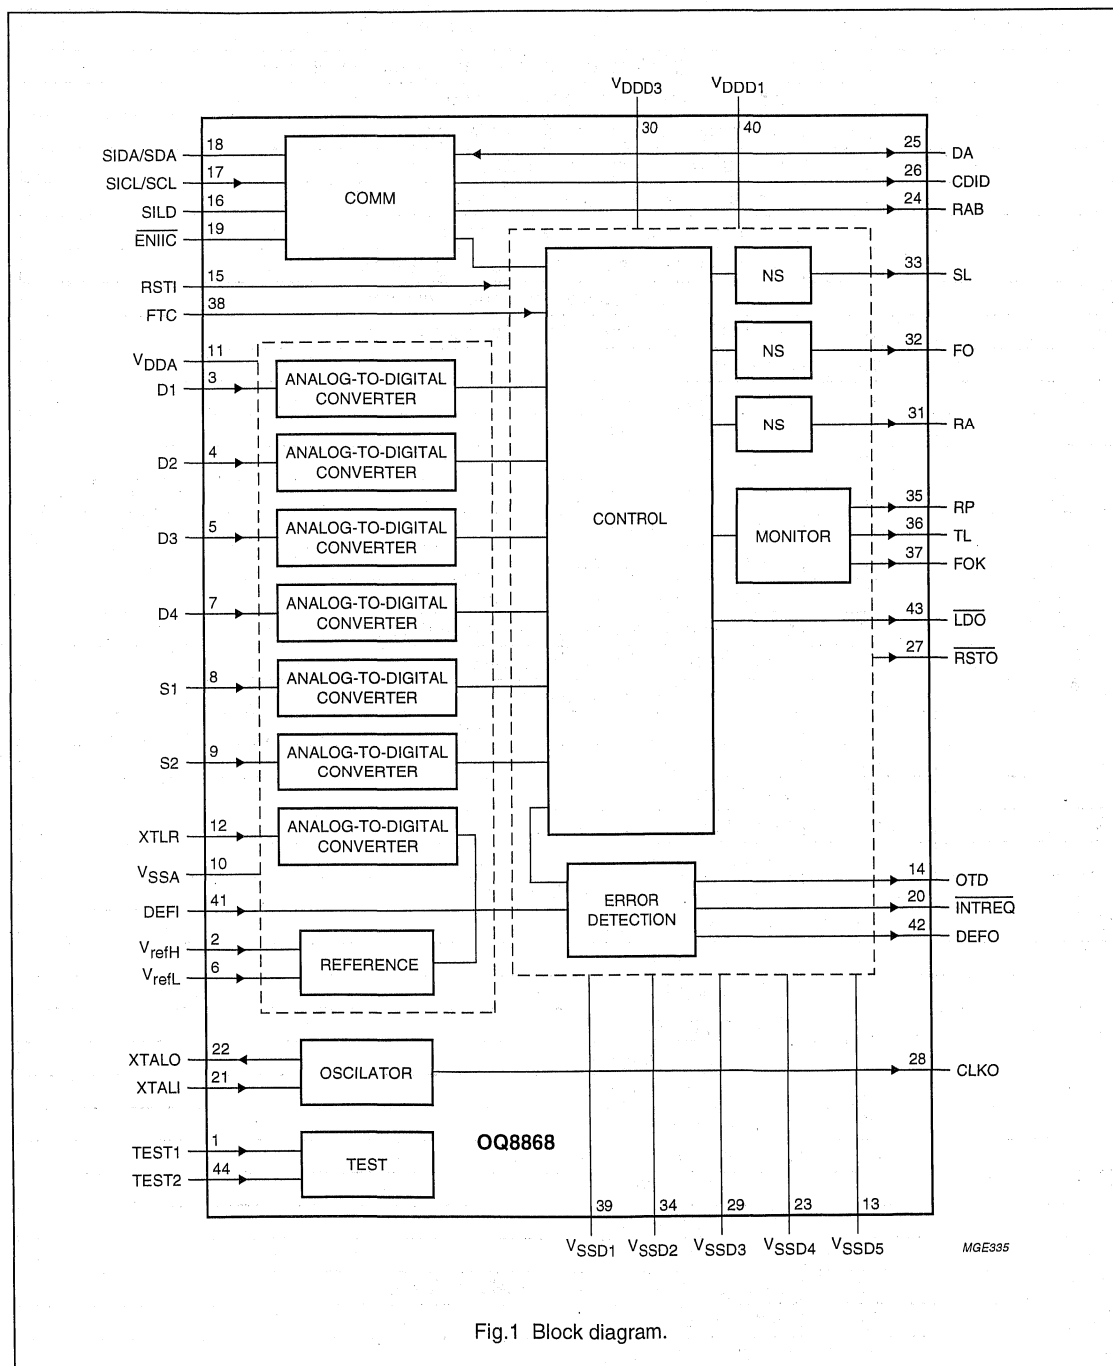 VDDD3 VDDD1
30 40
SIDA/SDA 18
SICL/SCL 17
SILD 16
ENIIC 19
COMM
25 DA
26 CDID
24 RAB
RSTI 15
FTC 38
VDDA 11
D1 3
D2 4
D3 5
D4 7
S1 8
S2 9
XTLR 12
VSSA 10
DEFI 41
VrefH 2
VrefL 6
ANALOG-TO-DIGITAL
CONVERTER
ANALOG-TO-DIGITAL
CONVERTER
ANALOG-TO-DIGITAL
CONVERTER
ANALOG-TO-DIGITAL
CONVERTER
ANALOG-TO-DIGITAL
CONVERTER
ANALOG-TO-DIGITAL
CONVERTER
ANALOG-TO-DIGITAL
CONVERTER
REFERENCE
CONTROL
NS
NS
NS
MONITOR
ERROR
DETECTION
33 SL
32 FO
31 RA
35 RP
36 TL
37 FOK
43 LDO
27 RSTO
14 OTD
20 INTREQ
42 DEFO
XTALO 22
XTALI 21
OSCILATOR
28 CLKO
TEST1 1
TEST2 44
TEST
OQ8868
39 34 29 23 13
VSSD1 VSSD2 VSSD3 VSSD4 VSSD5
MGE335
Fig.1 Block diagram.